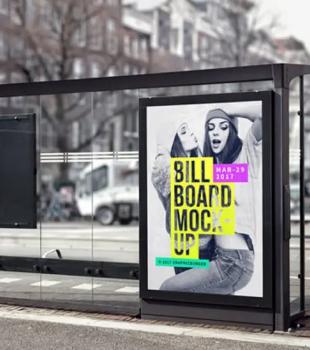 BILL
BOARD
MOCK-
UP
MAR-29
2017
© 2017 GRAPHICBURGER